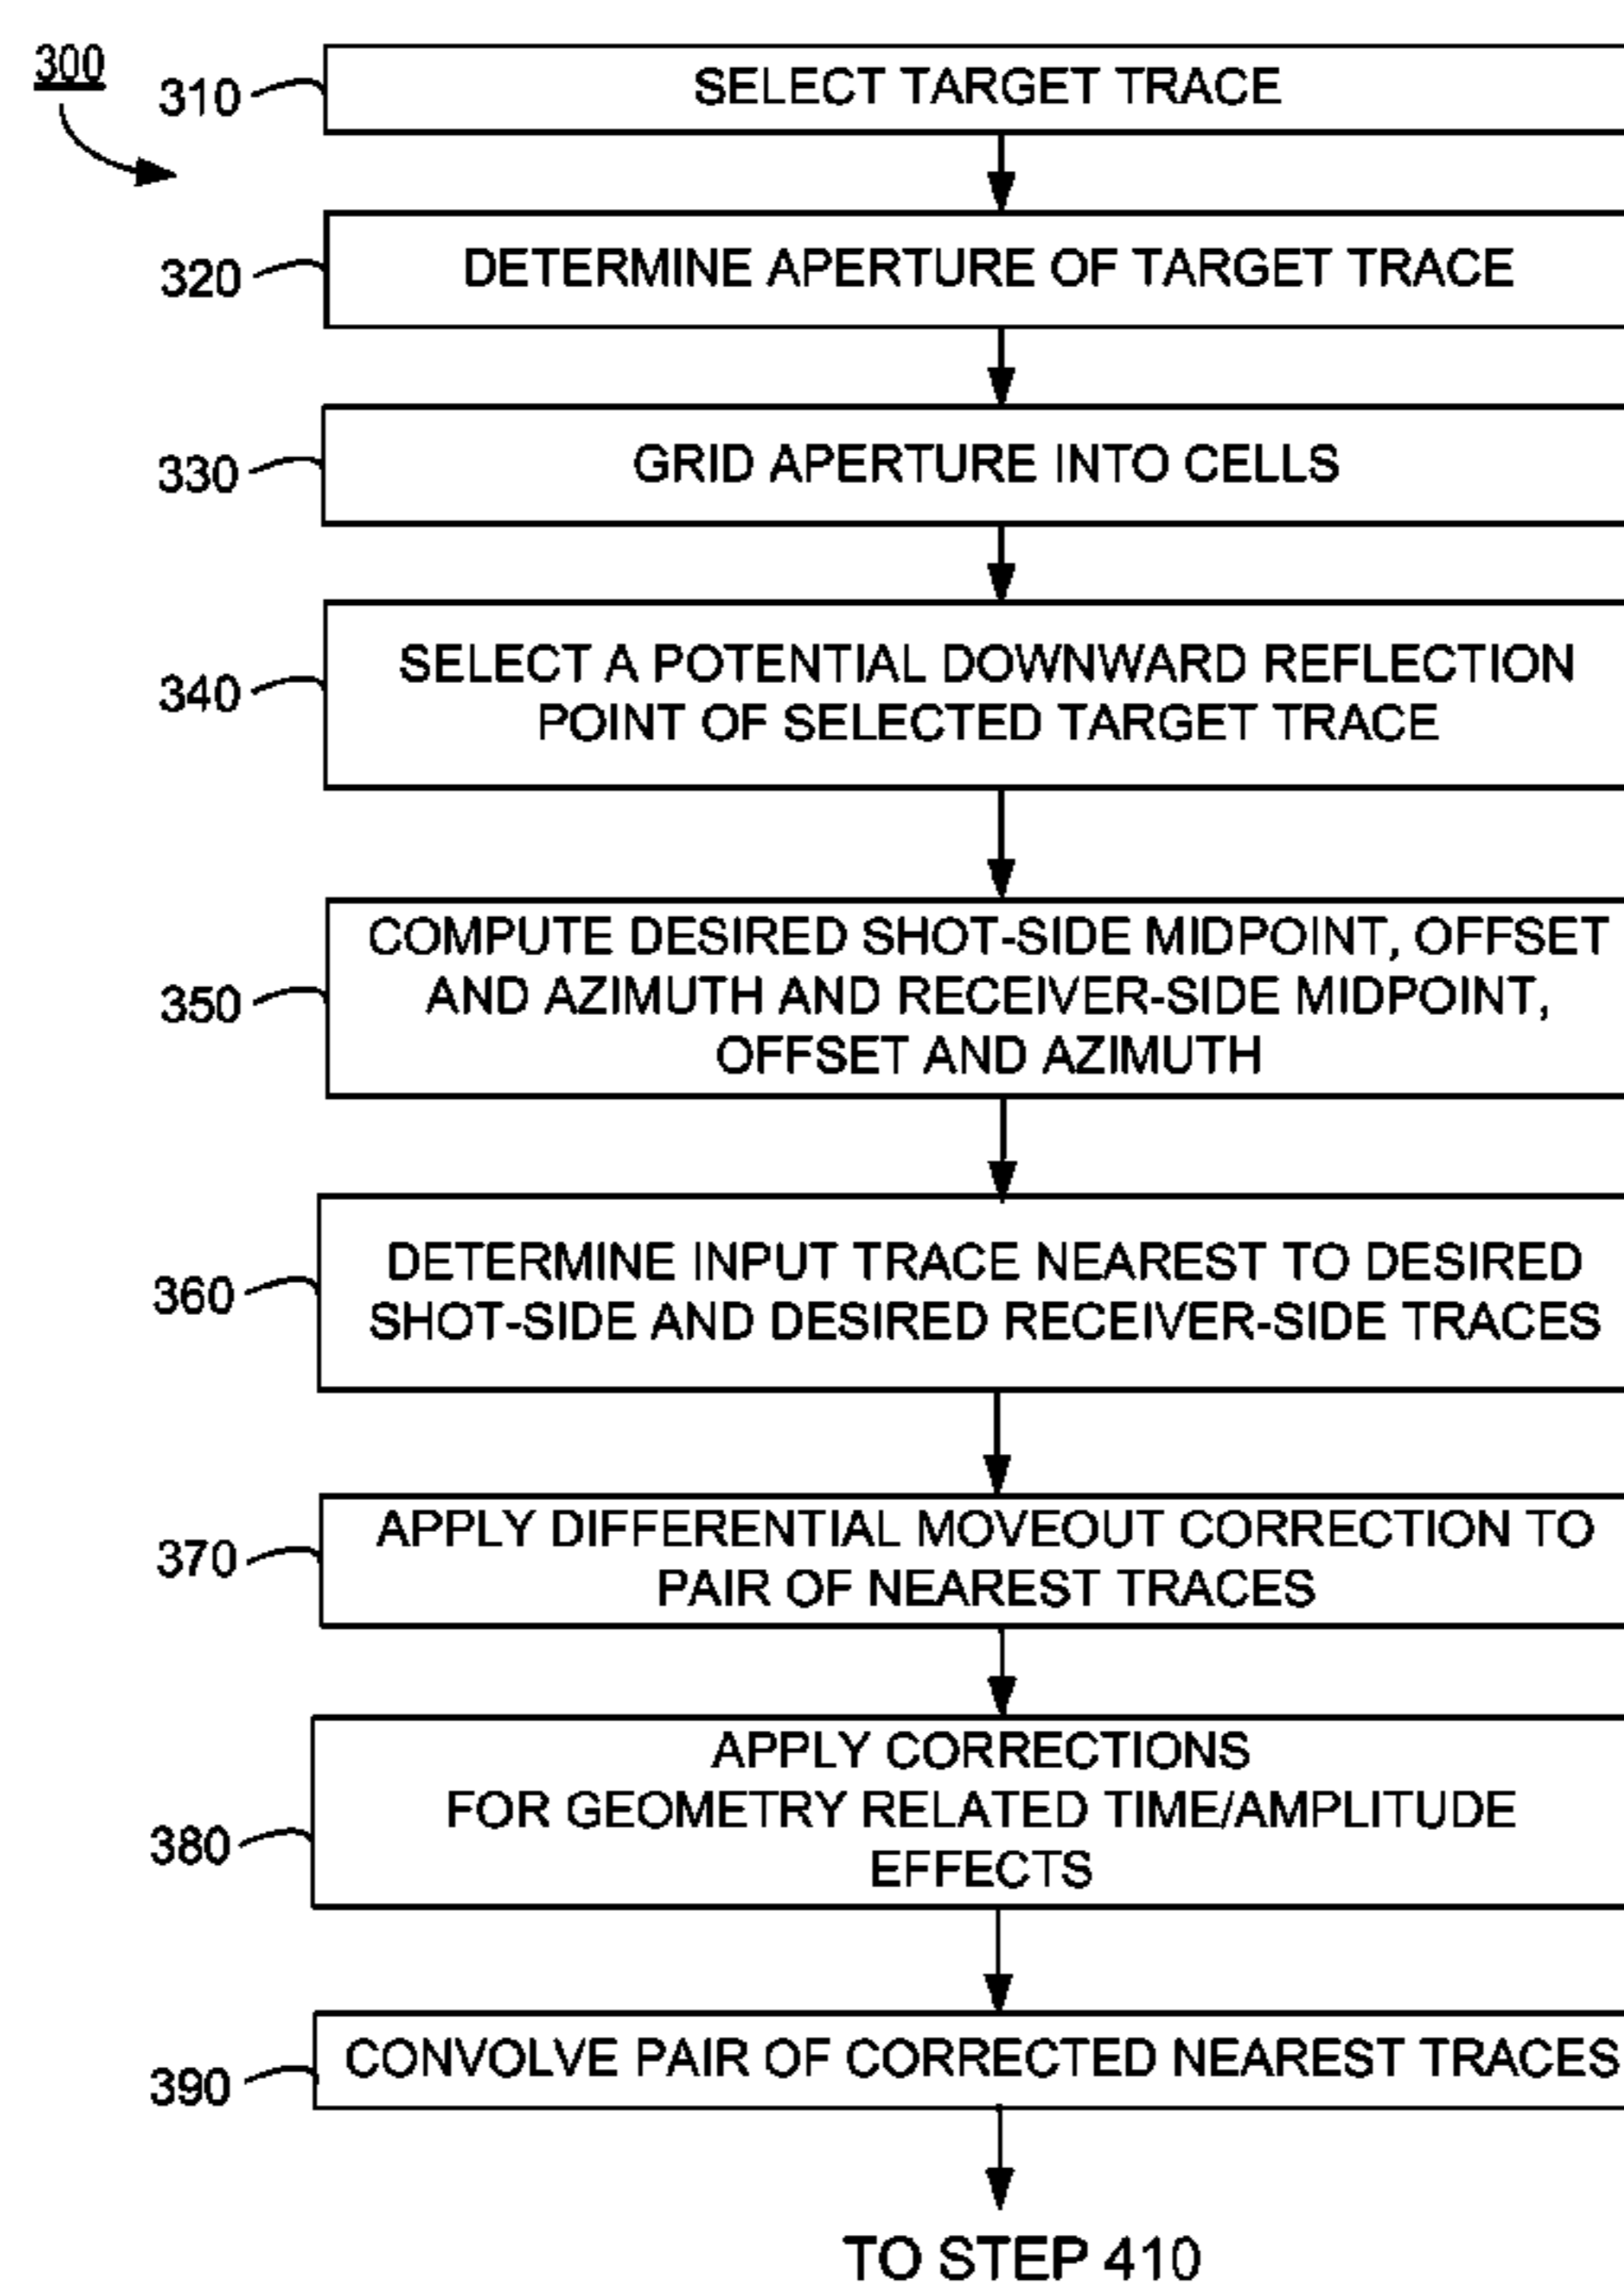 300
310
SELECT TARGET TRACE
320
DETERMINE APERTURE OF TARGET TRACE
330
GRID APERTURE INTO CELLS
340
SELECT A POTENTIAL DOWNWARD REFLECTION
POINT OF SELECTED TARGET TRACE
350
COMPUTE DESIRED SHOT-SIDE MIDPOINT, OFFSET
AND AZIMUTH AND RECEIVER-SIDE MIDPOINT,
OFFSET AND AZIMUTH
360
DETERMINE INPUT TRACE NEAREST TO DESIRED
SHOT-SIDE AND DESIRED RECEIVER-SIDE TRACES
370
APPLY DIFFERENTIAL MOVEOUT CORRECTION TO
PAIR OF NEAREST TRACES
380
APPLY CORRECTIONS
FOR GEOMETRY RELATED TIME/AMPLITUDE
EFFECTS
390
CONVOLVE PAIR OF CORRECTED NEAREST TRACES
TO STEP 410